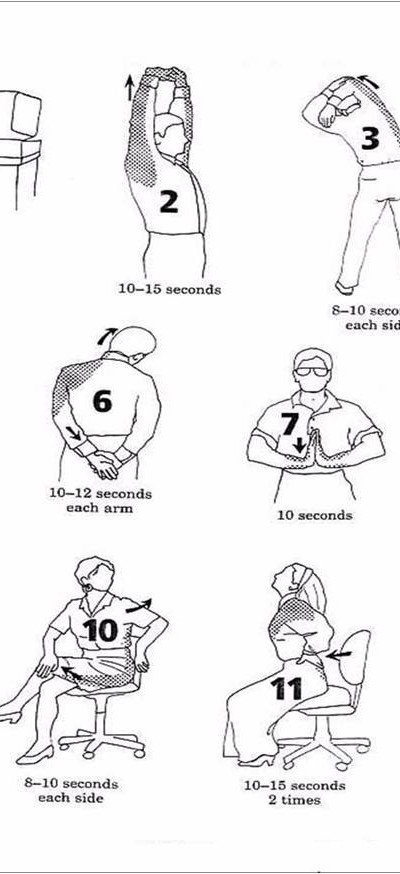 2
10–15 seconds
3
8–10 seco
each sid
6
10–12 seconds
each arm
7
10 seconds
10
8–10 seconds
each side
11
10–15 seconds
2 times